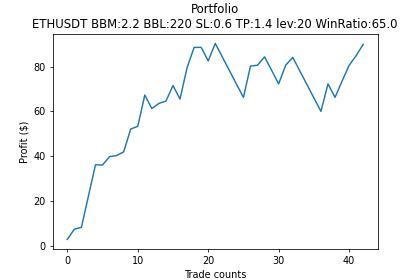 Portfolio
ETHUSDT BBM:2.2 BBL:220 SL:0.6 TP:1.4 lev:20 WinRatio:65.0
Profit ($)
80
60
40
20
0
0 10 20 30 40
Trade counts